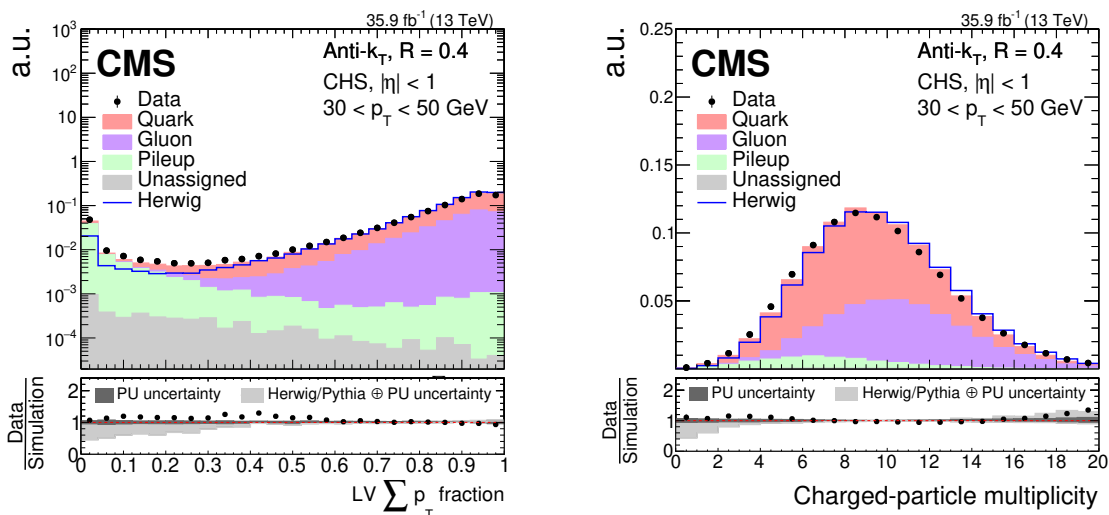 35.9 fb⁻¹ (13 TeV)
a.u.
CMS
Anti-k_T, R = 0.4
CHS, |η| < 1
30 < p_T < 50 GeV
Data
Quark
Gluon
Pileup
Unassigned
Herwig
10³
10²
10
1
10⁻¹
10⁻²
10⁻³
10⁻⁴
Data
Simulation
PU uncertainty
Herwig/Pythia ⊕ PU uncertainty
2
1
0
0 0.1 0.2 0.3 0.4 0.5 0.6 0.7 0.8 0.9 1
LV ∑ p_T fraction
35.9 fb⁻¹ (13 TeV)
a.u.
CMS
Anti-k_T, R = 0.4
CHS, |η| < 1
30 < p_T < 50 GeV
Data
Quark
Gluon
Pileup
Unassigned
Herwig
0.25
0.2
0.15
0.1
0.05
Data
Simulation
PU uncertainty
Herwig/Pythia ⊕ PU uncertainty
2
1
0
0 2 4 6 8 10 12 14 16 18 20
Charged-particle multiplicity